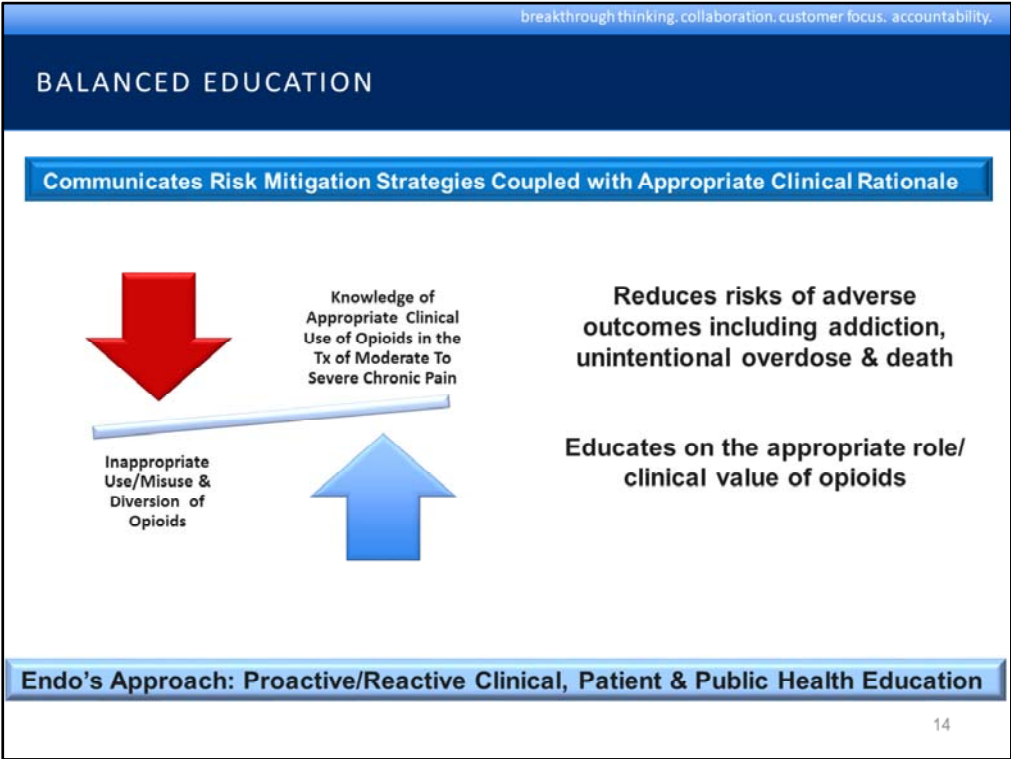 breakthrough thinking. collaboration. customer focus. accountability.
BALANCED EDUCATION
Communicates Risk Mitigation Strategies Coupled with Appropriate Clinical Rationale
Knowledge of
Appropriate Clinical
Use of Opioids in the
Tx of Moderate To
Severe Chronic Pain
Inappropriate
Use/Misuse &
Diversion of
Opioids
Reduces risks of adverse
outcomes including addiction,
unintentional overdose & death
Educates on the appropriate role/
clinical value of opioids
Endo's Approach: Proactive/Reactive Clinical, Patient & Public Health Education
14